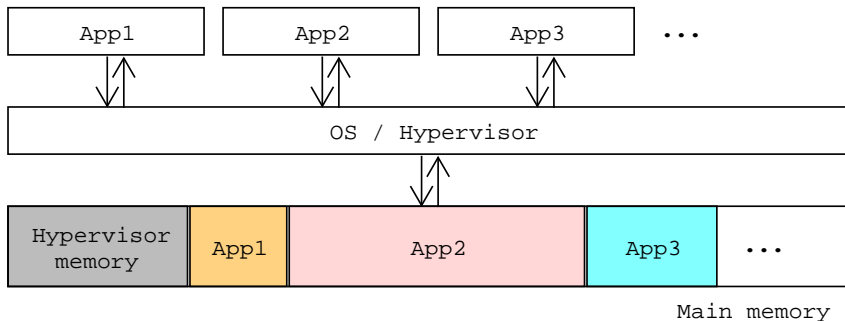 App1
App2
App3
...
OS / Hypervisor
Hypervisor
memory
App1
App2
App3
...
Main memory